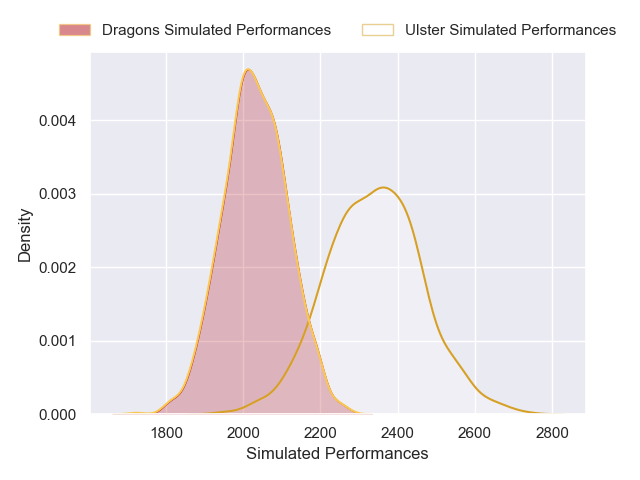 Dragons Simulated Performances Ulster Simulated Performances
0.004
0.003
0.002
0.001
0.000
Density
1800 2000 2200 2400 2600 2800
Simulated Performances